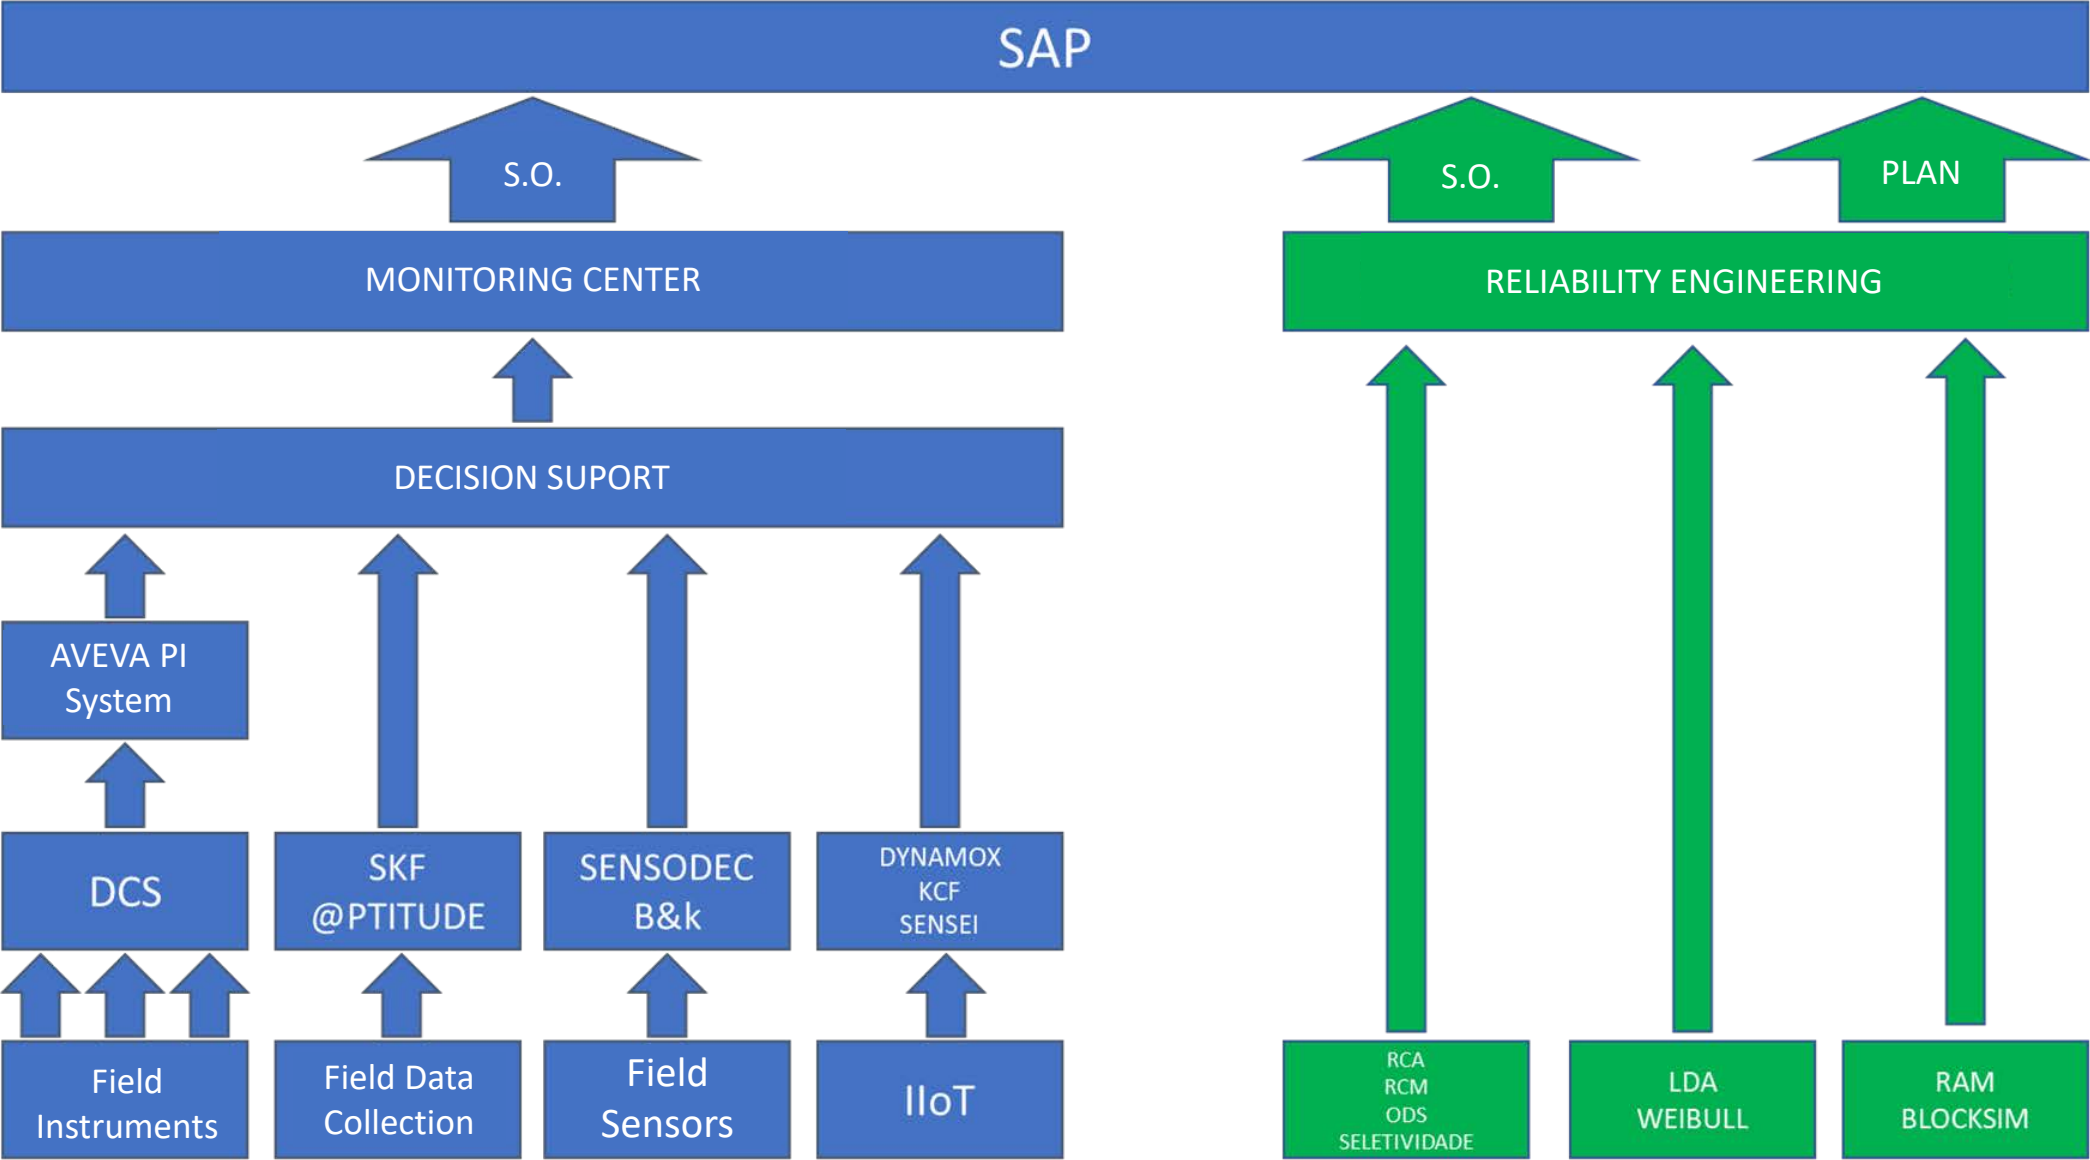 SAP
S.O.
S.O.
PLAN
MONITORING CENTER
RELIABILITY ENGINEERING
DECISION SUPORT
AVEVA PI
System
DCS
SKF
@PTITUDE
SENSODEC
B&k
DYNAMOX
KCF
SENSEI
Field
Instruments
Field Data
Collection
Field
Sensors
IIoT
RCA
RCM
ODS
SELETIVIDADE
LDA
WEIBULL
RAM
BLOCKSIM